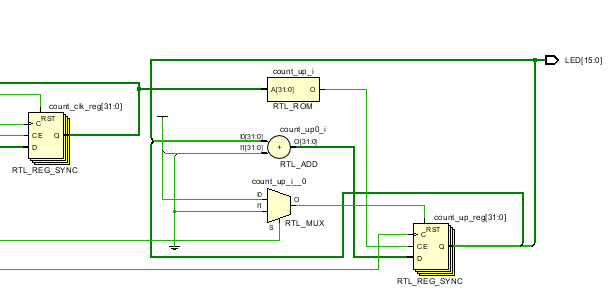 LED[15:0]
count_up_i
A[31:0] O
RTL_ROM
count_clk_reg[31:0]
RST
C
CE Q
D
RTL_REG_SYNC
count_up0_i
I0[31:0]
I1[31:0]
+
O[31:0]
RTL_ADD
count_up_i__0
I0
I1
O
S
RTL_MUX
count_up_reg[31:0]
RST
C
CE Q
D
RTL_REG_SYNC